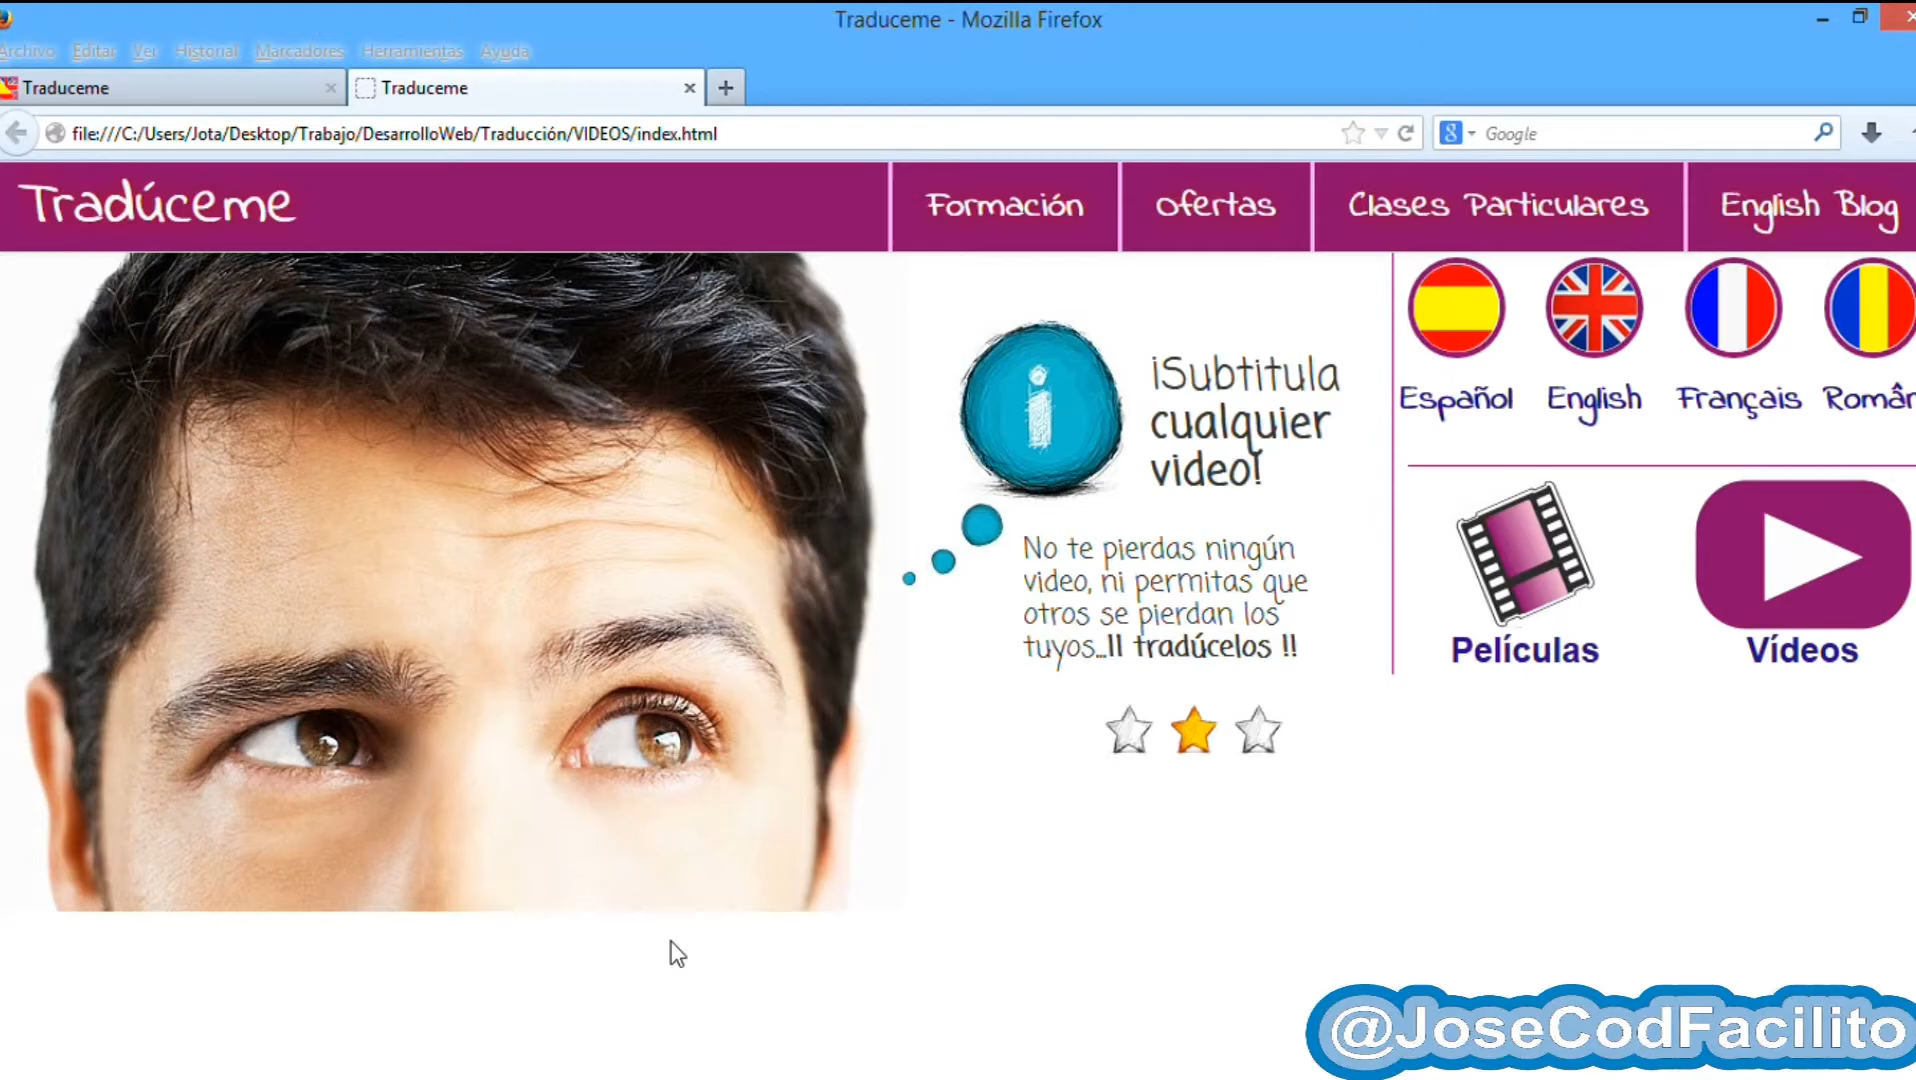 Traduceme - Mozilla Firefox
Archivo Editar Ver Historial Marcadores Herramientas Ayuda
Traduceme
Traduceme
file:///C:/Users/Jota/Desktop/Trabajo/DesarrolloWeb/Traducción/VIDEOS/index.html
Google
Tradúceme
Formación
Ofertas
Clases Particulares
English Blog
¡Subtitula
cualquier
video!
No te pierdas ningún
video, ni permitas que
otros se pierdan los
tuyos...!! tradúcelos !!
Español
English
Français
Român
Películas
Vídeos
@JoseCodFacilito